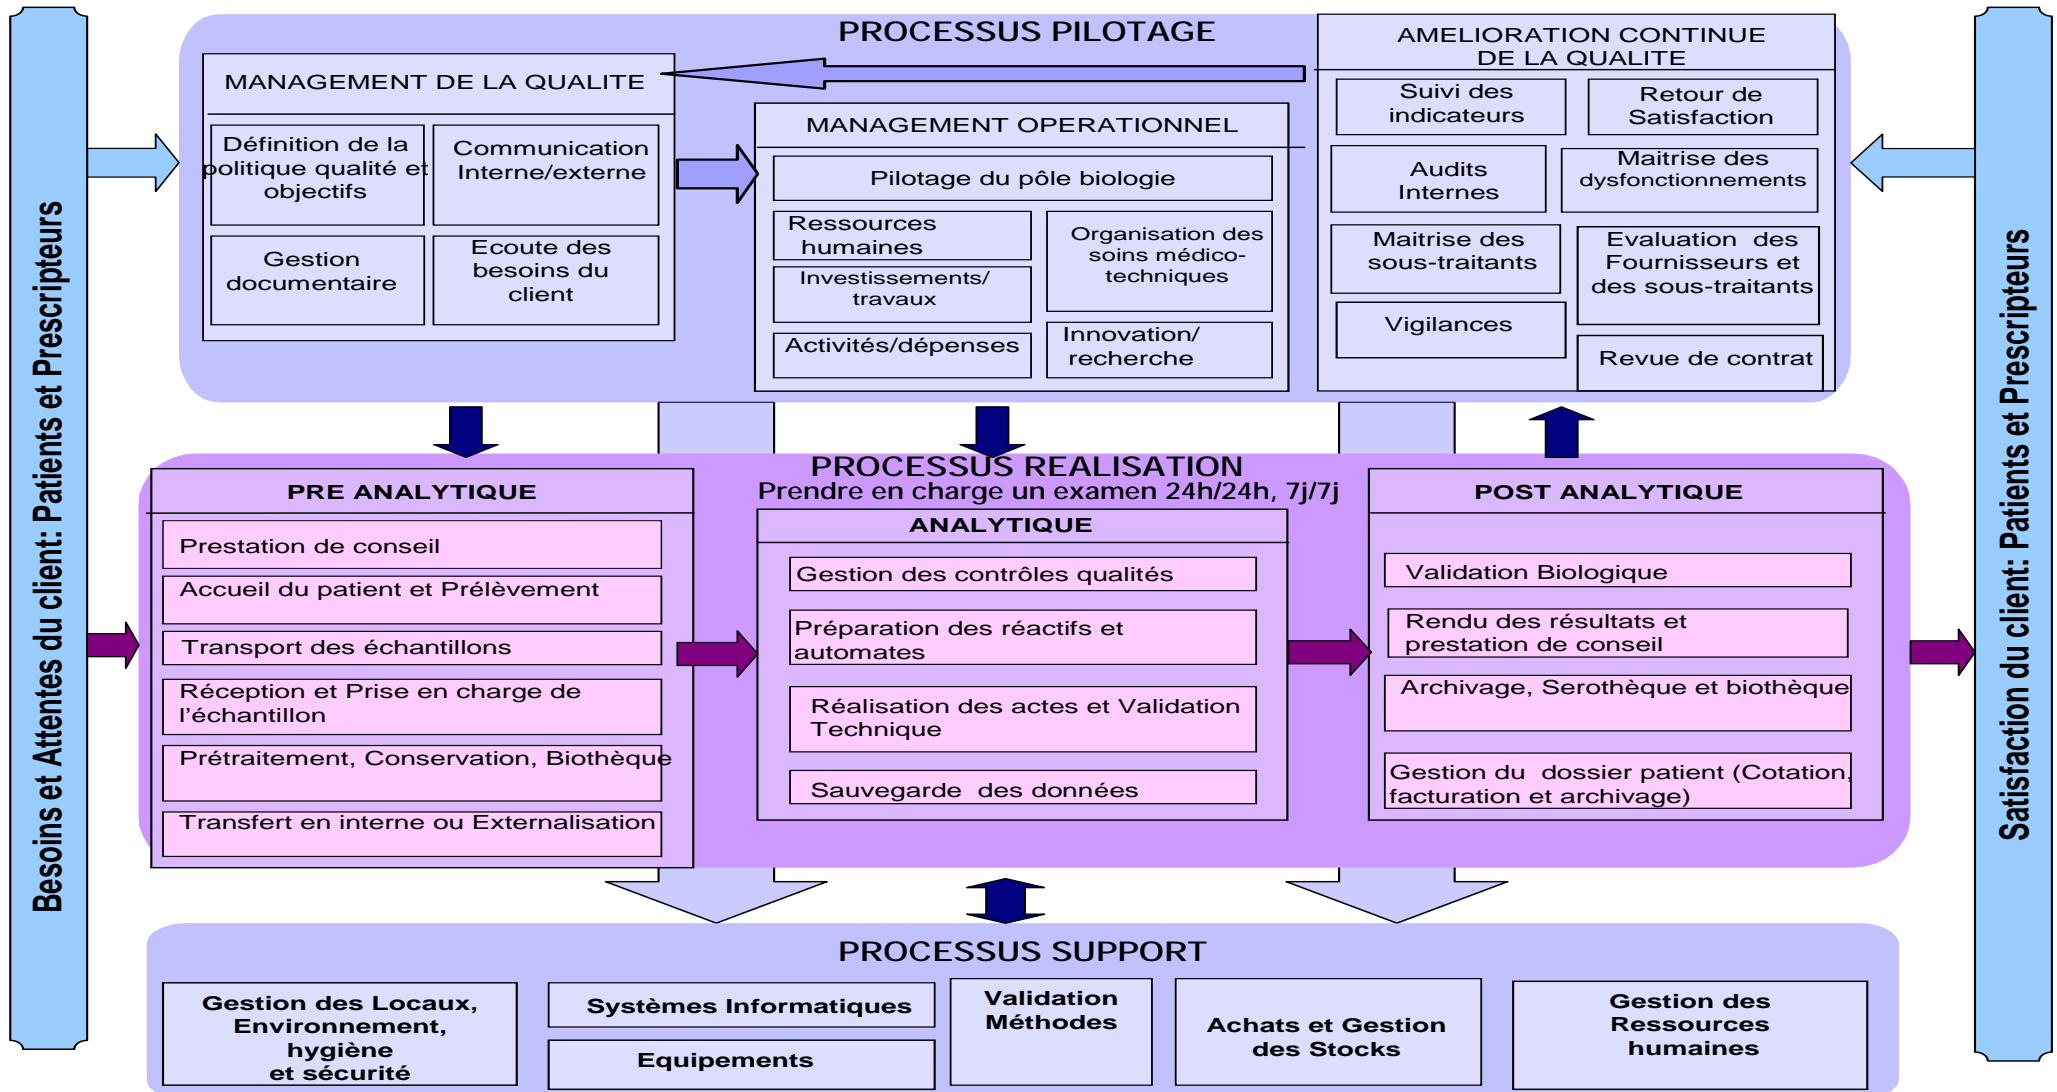 Besoins et Attentes du client: Patients et Prescripteurs
PROCESSUS PILOTAGE
MANAGEMENT DE LA QUALITE
Définition de la
politique qualité et
objectifs
Communication
Interne/externe
Gestion
documentaire
Ecoute des
besoins du
client
MANAGEMENT OPERATIONNEL
Pilotage du pôle biologie
Ressources
humaines
Organisation des
soins médico-
techniques
Investissements/
travaux
Activités/dépenses
Innovation/
recherche
AMELIORATION CONTINUE
DE LA QUALITE
Suivi des
indicateurs
Retour de
Satisfaction
Audits
Internes
Maitrise des
dysfonctionnements
Maitrise des
sous-traitants
Evaluation des
Fournisseurs et
des sous-traitants
Vigilances
Revue de contrat
PROCESSUS REALISATION
Prendre en charge un examen 24h/24h, 7j/7j
PRE ANALYTIQUE
Prestation de conseil
Accueil du patient et Prélèvement
Transport des échantillons
Réception et Prise en charge de
l’échantillon
Prétraitement, Conservation, Biothèque
Transfert en interne ou Externalisation
ANALYTIQUE
Gestion des contrôles qualités
Préparation des réactifs et
automates
Réalisation des actes et Validation
Technique
Sauvegarde des données
POST ANALYTIQUE
Validation Biologique
Rendu des résultats et
prestation de conseil
Archivage, Serothèque et biothèque
Gestion du dossier patient (Cotation,
facturation et archivage)
PROCESSUS SUPPORT
Gestion des Locaux,
Environnement,
hygiène
et sécurité
Systèmes Informatiques
Equipements
Validation
Méthodes
Achats et Gestion
des Stocks
Gestion des
Ressources
humaines
Satisfaction du client: Patients et Prescripteurs